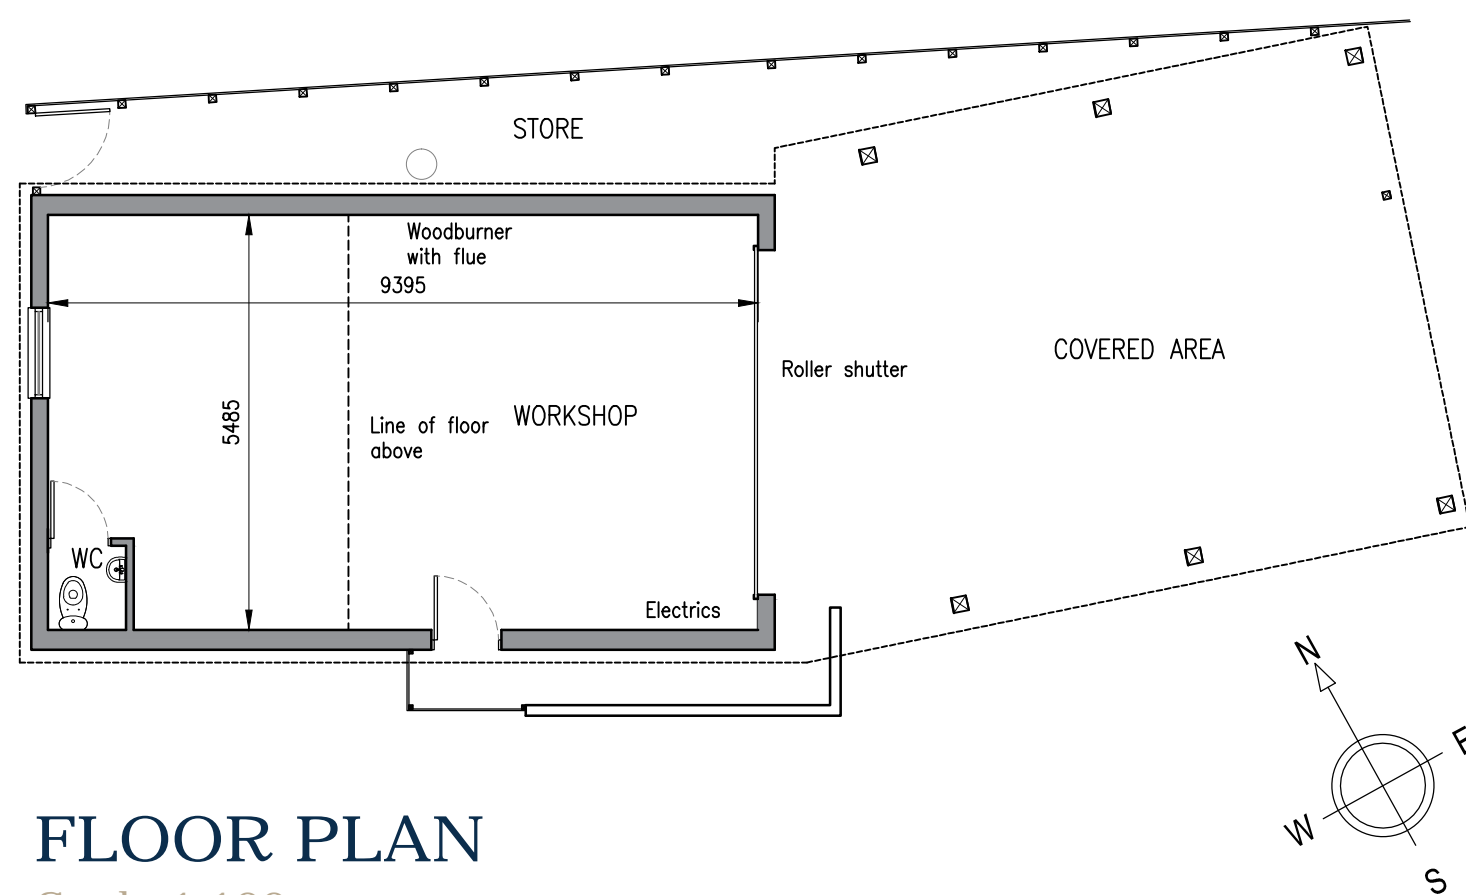 STORE
Woodburner
with flue
9395
COVERED AREA
Roller shutter
5485
Line of floor
above
WORKSHOP
WC
Electrics
N
W
S
FLOOR PLAN